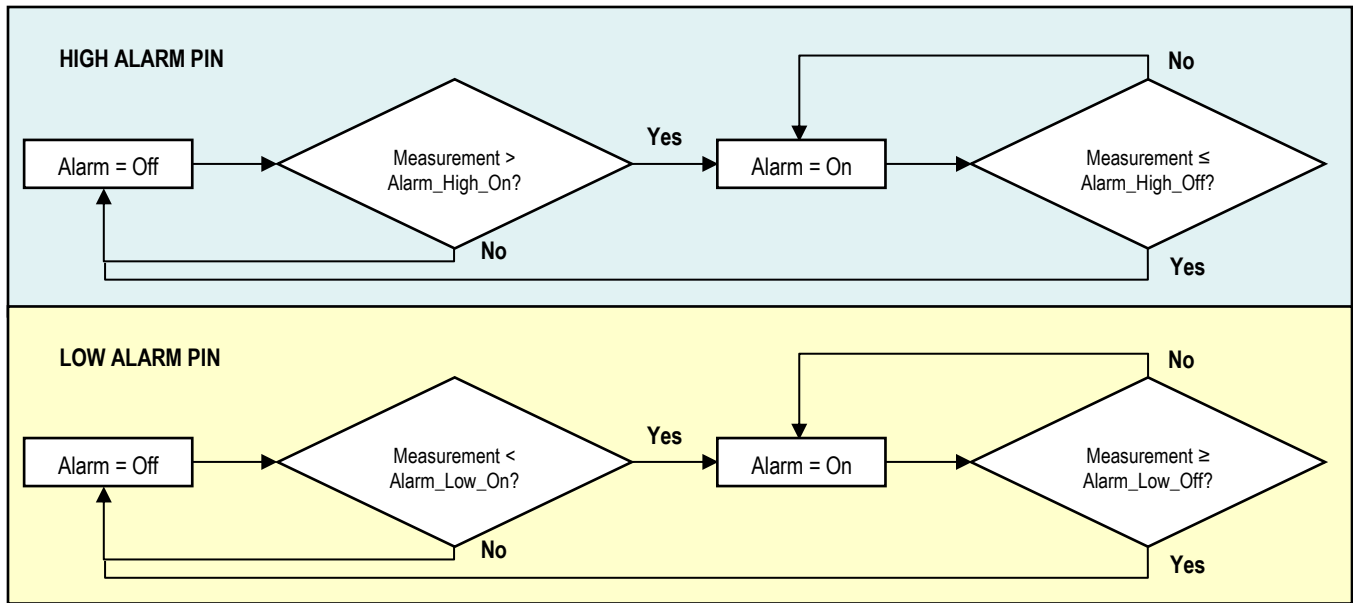 HIGH ALARM PIN
No
Alarm = Off
Measurement >
Alarm_High_On?
Yes
Alarm = On
Measurement ≤
Alarm_High_Off?
No
Yes
LOW ALARM PIN
No
Alarm = Off
Measurement <
Alarm_Low_On?
Yes
Alarm = On
Measurement ≥
Alarm_Low_Off?
No
Yes